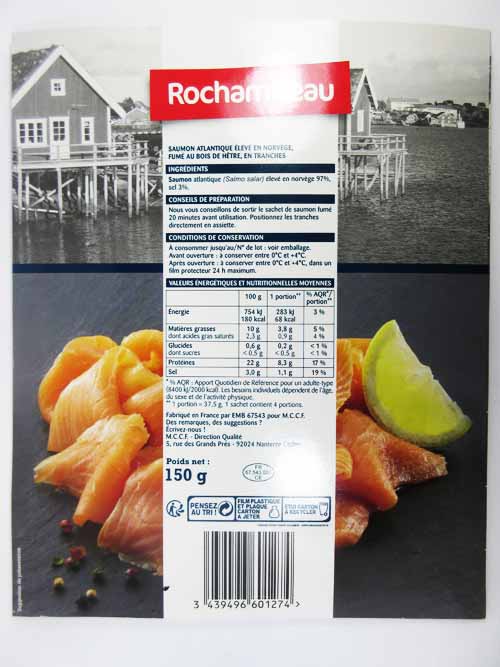 Rocham eau
SAUMON ATLANTIQUE ÉLEVÉ EN NORVÈGE,
FUMÉ AU BOIS DE HÊTRE, EN TRANCHES
INGRÉDIENTS
Saumon atlantique (Salmo salar) élevé en norvège 97%,
sel 3%.
CONSEILS DE PRÉPARATION
Nous vous conseillons de sortir le sachet de saumon fumé
20 minutes avant utilisation. Positionnez les tranches
directement en assiette.
CONDITIONS DE CONSERVATION
A consommer jusqu'au/N° de lot : voir emballage.
Avant ouverture : à conserver entre 0°C et +4°C.
Après ouverture : à conserver entre 0°C et +4°C, dans un
film protecteur 24 h maximum.
VALEURS ÉNERGÉTIQUES ET NUTRITIONNELLES MOYENNES
100 g 1 portion** % AQR*/
portion**
Énergie 754 kJ 283 kJ 3 %
180 kcal 68 kcal
Matières grasses 10 g 3,8 g 5 %
dont acides gras saturés 2,3 g 0,9 g 4 %
Glucides 0,6 g 0,2 g < 1 %
dont sucres < 0,5 g < 0,5 g < 1 %
Protéines 22 g 8,3 g 17 %
Sel 3,0 g 1,1 g 19 %
* % AQR : Apport Quotidien de Référence pour un adulte-type
(8400 kJ/2000 kcal). Les besoins individuels dépendent de l'âge,
du sexe et de l'activité physique.
** 1 portion = 37,5 g. 1 sachet contient 4 portions.
Fabriqué en France par EMB 67543 pour M.C.C.F.
Des remarques, des suggestions ?
Écrivez-nous !
M.C.C.F. - Direction Qualité
5, rue des Grands Prés - 92024 Nanterre Cedex
Poids net :
150 g
FR
67.543
CE
PENSEZ
AU TRI !
FILM PLASTIQUE
ET PLAQUE
CARTON
À JETER
ETUI CARTON
À RECYCLER
3 439496 601274 >
Suggestion de présentation